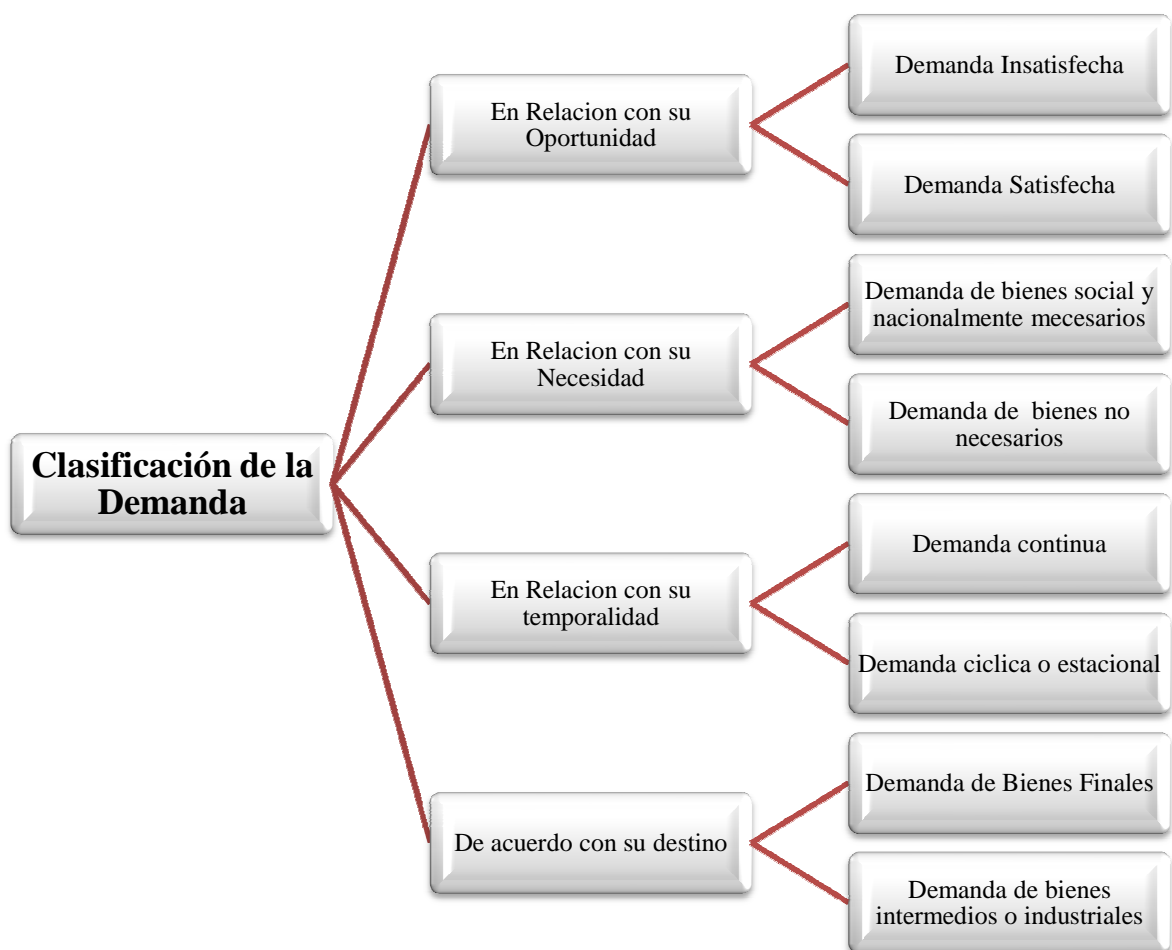 Clasificación de la
Demanda
En Relacion con su
Oportunidad
Demanda Insatisfecha
Demanda Satisfecha
En Relacion con su
Necesidad
Demanda de bienes social y
nacionalmente mecesarios
Demanda de bienes no
necesarios
En Relacion con su
temporalidad
Demanda continua
Demanda ciclica o estacional
De acuerdo con su destino
Demanda de Bienes Finales
Demanda de bienes
intermedios o industriales